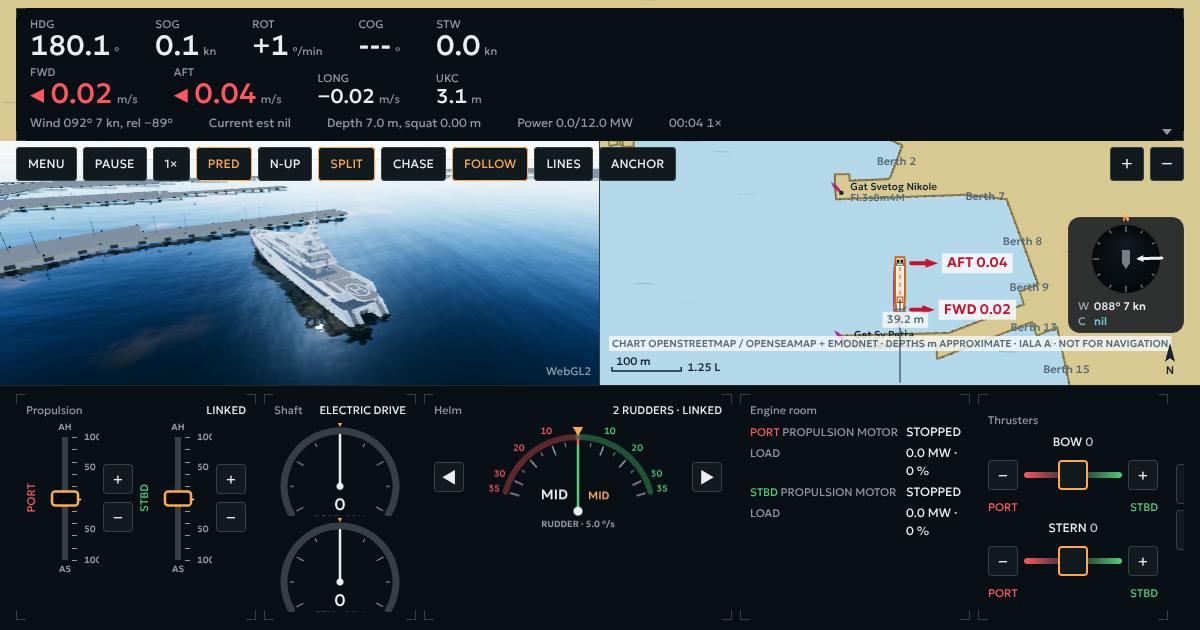 HDG SOG ROT COG STW
180.1 ° 0.1 kn +1 °/min --- ° 0.0 kn
FWD AFT LONG UKC
◀ 0.02 m/s ◀ 0.04 m/s −0.02 m/s 3.1 m
Wind 092° 7 kn, rel −89° Current est nil Depth 7.0 m, squat 0.00 m Power 0.0/12.0 MW 00:04 1×
MENU PAUSE 1× PRED N-UP SPLIT CHASE FOLLOW LINES ANCHOR + −
WebGL2
Berth 2
Gat Svetog Nikole
Fl.3s8m4M
Berth 7
Berth 8
N
AFT 0.04
Berth 9
FWD 0.02
39.2 m
W 088° 7 kn
C nil
Berth 13
Gat Sv Petra
CHART OPENSTREETMAP / OPENSEAMAP + EMODNET · DEPTHS m APPROXIMATE · IALA A · NOT FOR NAVIGATION
100 m 1.25 L
Berth 15
N
Propulsion LINKED
AH AH
100 100
50 50
PORT STBD
+ +
− −
50 50
100 100
AS AS
Shaft ELECTRIC DRIVE
0
0
Helm 2 RUDDERS · LINKED
10 10
20 20
30 30
35 35
◀ MID MID ▶
RUDDER · 5.0 °/s
Engine room
PORT PROPULSION MOTOR STOPPED
LOAD 0.0 MW ·
0 %
STBD PROPULSION MOTOR STOPPED
LOAD 0.0 MW ·
0 %
Thrusters
BOW 0
− +
PORT STBD
STERN 0
− +
PORT STBD